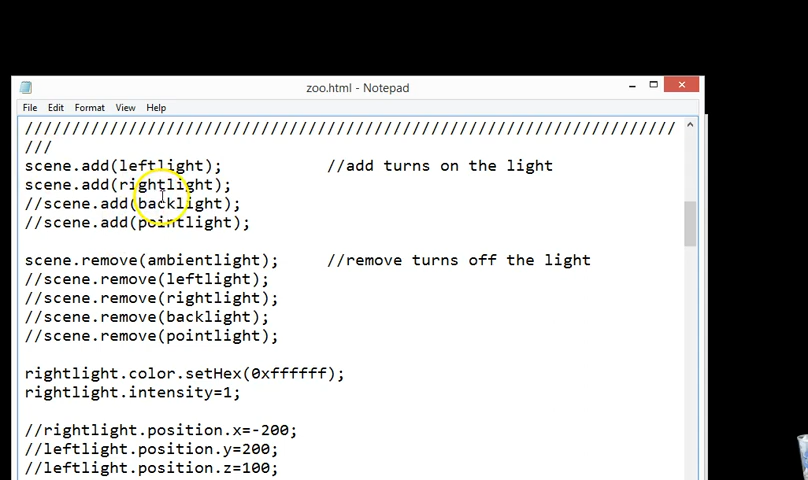 zoo.html - Notepad
File Edit Format View Help
/////////////////////////////////////////////////////////////////////
///
scene.add(leftlight); //add turns on the light
scene.add(rightlight);
//scene.add(backlight);
//scene.add(pointlight);
scene.remove(ambientlight); //remove turns off the light
//scene.remove(leftlight);
//scene.remove(rightlight);
//scene.remove(backlight);
//scene.remove(pointlight);
rightlight.color.setHex(0xffffff);
rightlight.intensity=1;
//rightlight.position.x=-200;
//leftlight.position.y=200;
//leftlight.position.z=100;